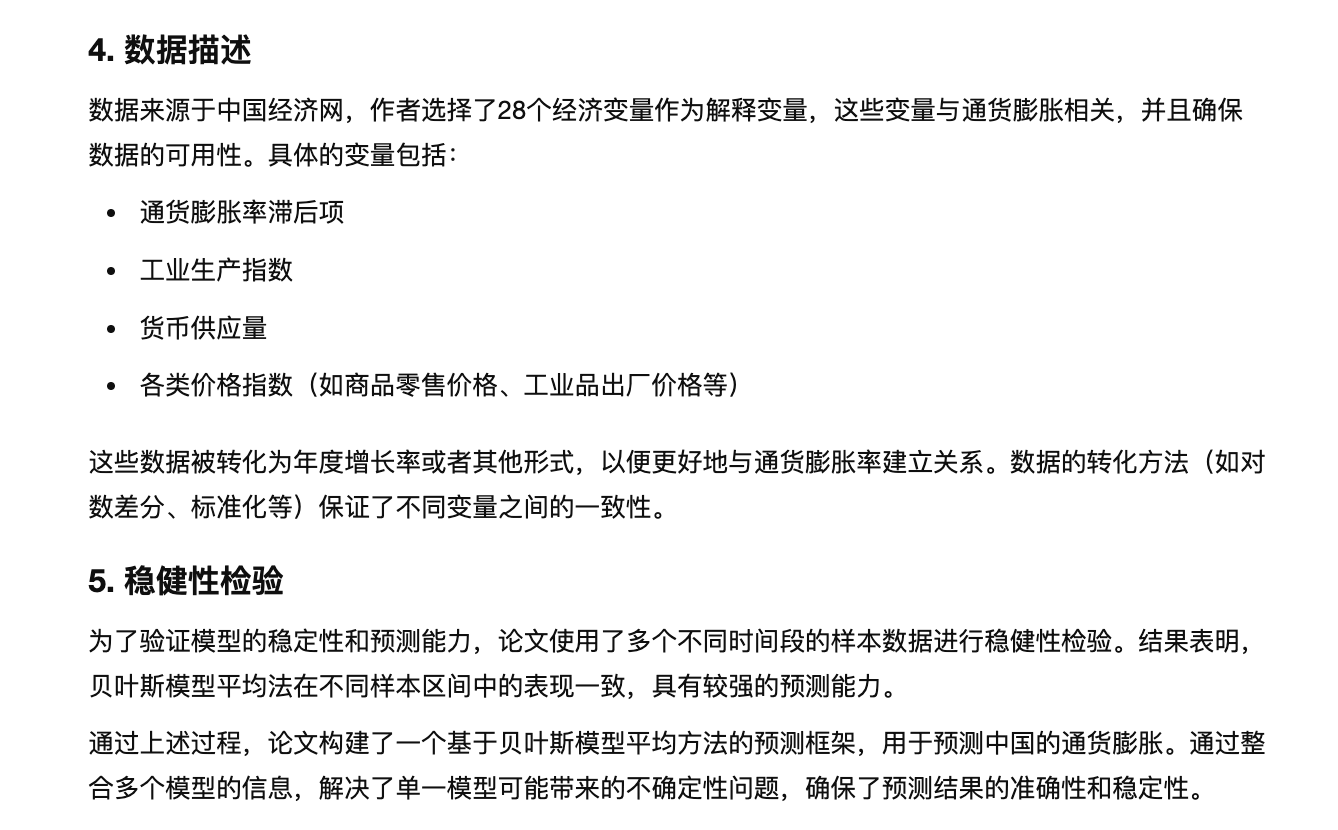 4. 数据描述
数据来源于中国经济网，作者选择了28个经济变量作为解释变量，这些变量与通货膨胀相关，并且确保
数据的可用性。具体的变量包括：
• 通货膨胀率滞后项
• 工业生产指数
• 货币供应量
• 各类价格指数（如商品零售价格、工业品出厂价格等）
这些数据被转化为年度增长率或者其他形式，以便更好地与通货膨胀率建立关系。数据的转化方法（如对
数差分、标准化等）保证了不同变量之间的一致性。
5. 稳健性检验
为了验证模型的稳定性和预测能力，论文使用了多个不同时间段的样本数据进行稳健性检验。结果表明，
贝叶斯模型平均法在不同样本区间中的表现一致，具有较强的预测能力。
通过上述过程，论文构建了一个基于贝叶斯模型平均方法的预测框架，用于预测中国的通货膨胀。通过整
合多个模型的信息，解决了单一模型可能带来的不确定性问题，确保了预测结果的准确性和稳定性。